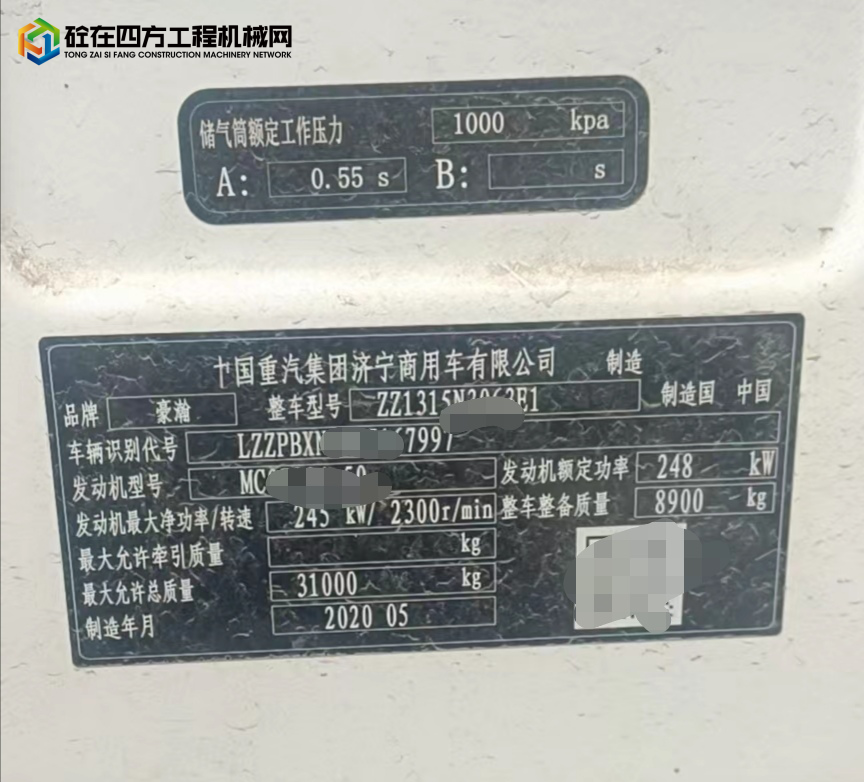 砼在四方工程机械网
TONG ZAI SI FANG CONSTRUCTION MACHINERY NETWORK
储气筒额定工作压力 1000 kpa
A: 0.55 s B: s
中国重汽集团济宁商用车有限公司 制造
品牌 豪瀚 整车型号 ZZ1315N3063E1 制造国 中国
车辆识别代号 LZZPBXN 67997
发动机型号 MC 50 发动机额定功率 248 kW
发动机最大净功率/转速 245 kW/ 2300r/min 整车整备质量 8900 kg
最大允许牵引质量 kg
最大允许总质量 31000 kg
制造年月 2020 05